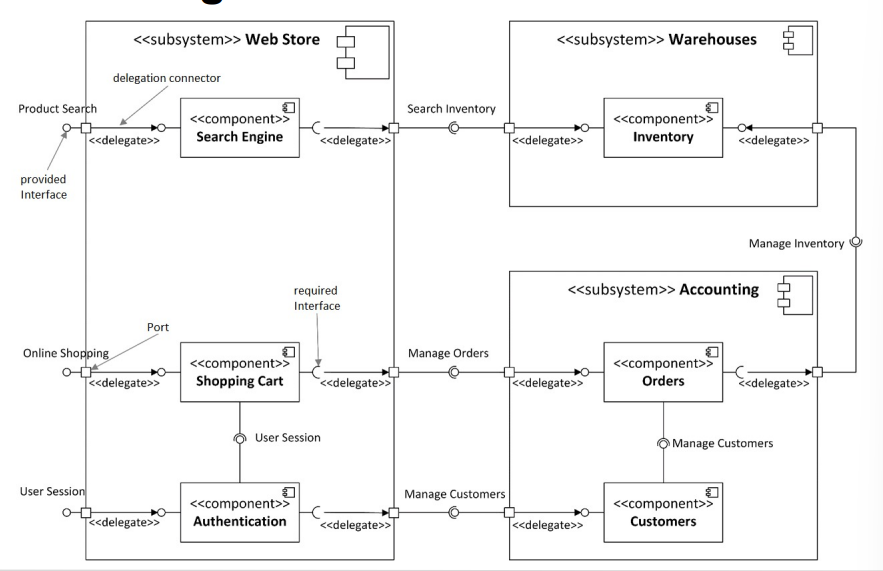 <<subsystem>> Web Store
<<subsystem>> Warehouses
delegation connector
Product Search
<<component>>
Search Engine
<<delegate>>
<<delegate>>
Search Inventory
<<component>>
Inventory
<<delegate>>
<<delegate>>
provided
Interface
Manage Inventory
<<subsystem>> Accounting
required
Interface
Port
Online Shopping
<<component>>
Shopping Cart
<<delegate>>
<<delegate>>
Manage Orders
<<component>>
Orders
<<delegate>>
<<delegate>>
User Session
Manage Customers
User Session
<<component>>
Authentication
<<delegate>>
<<delegate>>
Manage Customers
<<component>>
Customers
<<delegate>>